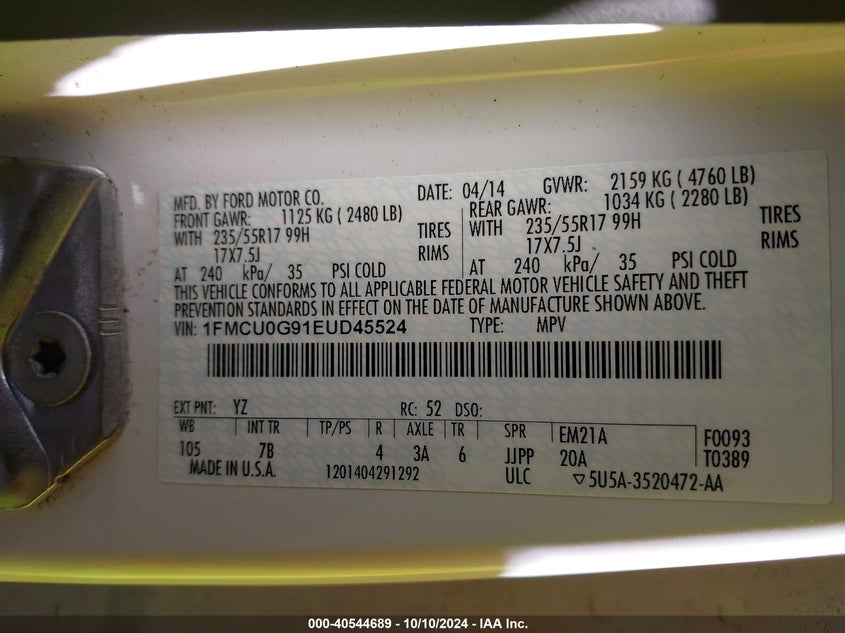 MFD. BY FORD MOTOR CO. DATE: 04/14 GVWR: 2159 KG ( 4760 LB)
FRONT GAWR: 1125 KG ( 2480 LB) REAR GAWR: 1034 KG ( 2280 LB)
WITH 235/55R17 99H TIRES WITH 235/55R17 99H TIRES
17X7.5J RIMS 17X7.5J RIMS
AT 240 kPa/ 35 PSI COLD AT 240 kPa/ 35 PSI COLD
THIS VEHICLE CONFORMS TO ALL APPLICABLE FEDERAL MOTOR VEHICLE SAFETY AND THEFT
PREVENTION STANDARDS IN EFFECT ON THE DATE OF MANUFACTURE SHOWN ABOVE.
VIN: 1FMCU0G91EUD45524 TYPE: MPV
EXT PNT: YZ RC: 52 DSO:
WB INT TR TP/PS R AXLE TR SPR EM21A F0093
105 7B 4 3A 6 JJPP 20A T0389
MADE IN U.S.A. 1201404291292 ULC ▽5U5A-3520472-AA
000-40544689 - 10/10/2024 - IAA Inc.